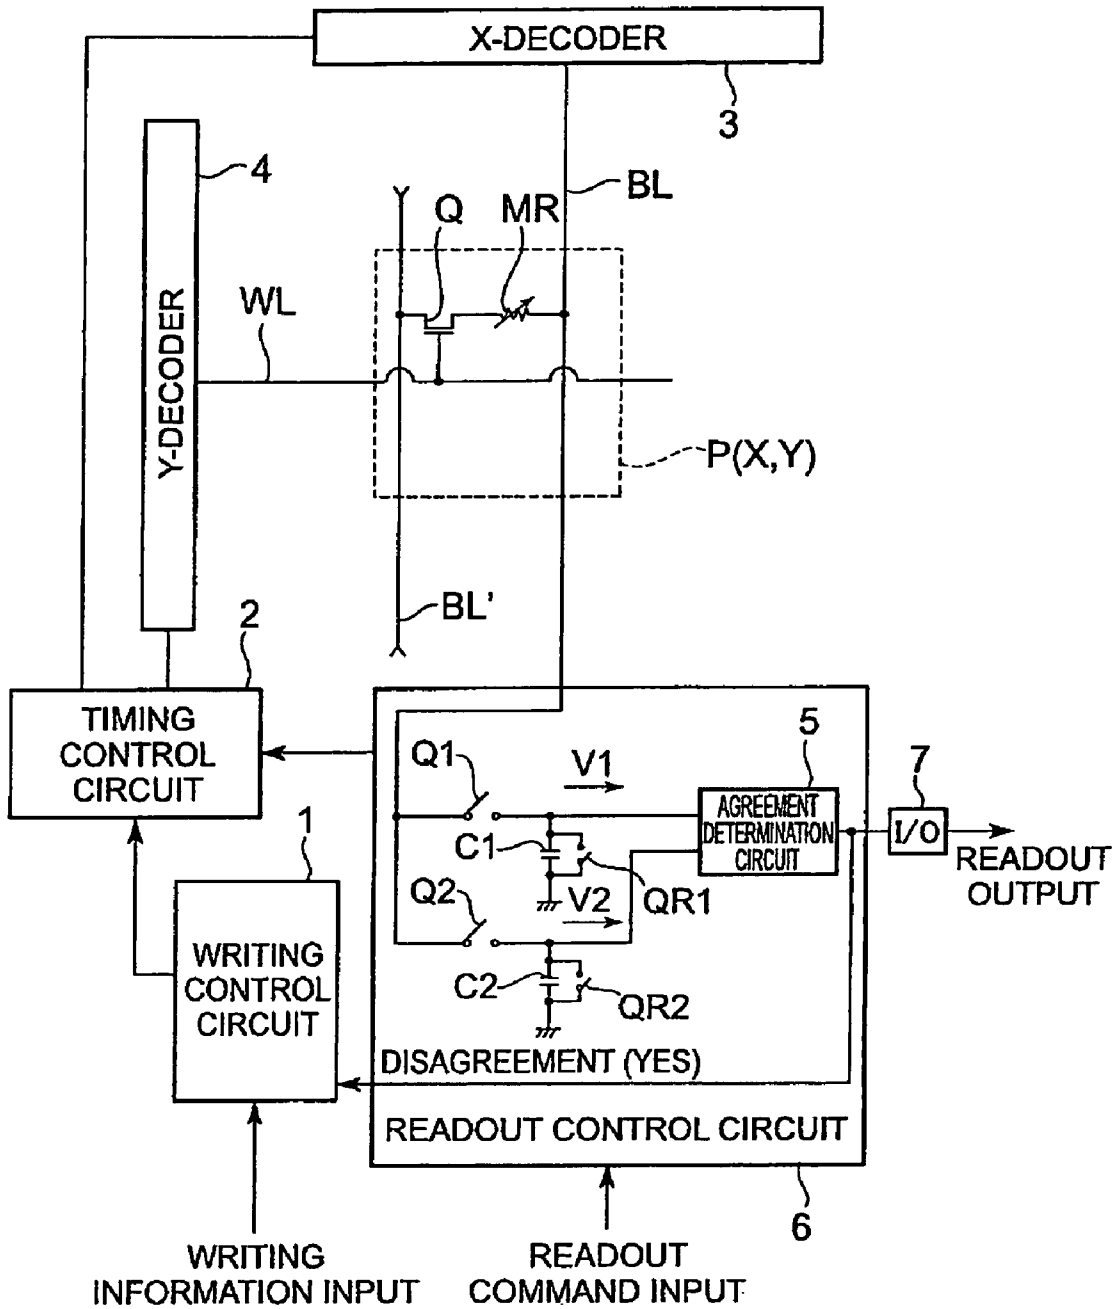 X-DECODER
3
4
BL
Q
MR
WL
Y-DECODER
P(X,Y)
BL'
2
TIMING
CONTROL
CIRCUIT
Q1
V1
5
7
AGREEMENT
DETERMINATION
CIRCUIT
I/O
READOUT
OUTPUT
1
C1
QR1
Q2
V2
WRITING
CONTROL
CIRCUIT
C2
QR2
DISAGREEMENT (YES)
READOUT CONTROL CIRCUIT
6
WRITING
INFORMATION INPUT
READOUT
COMMAND INPUT